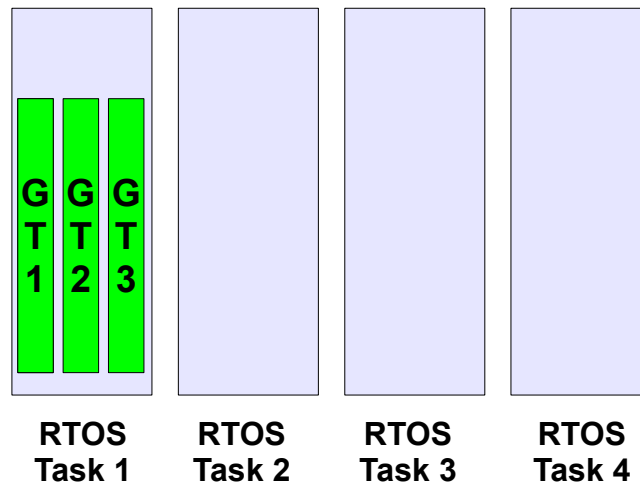 G G G
T T T
1 2 3
RTOS RTOS RTOS RTOS
Task 1 Task 2 Task 3 Task 4